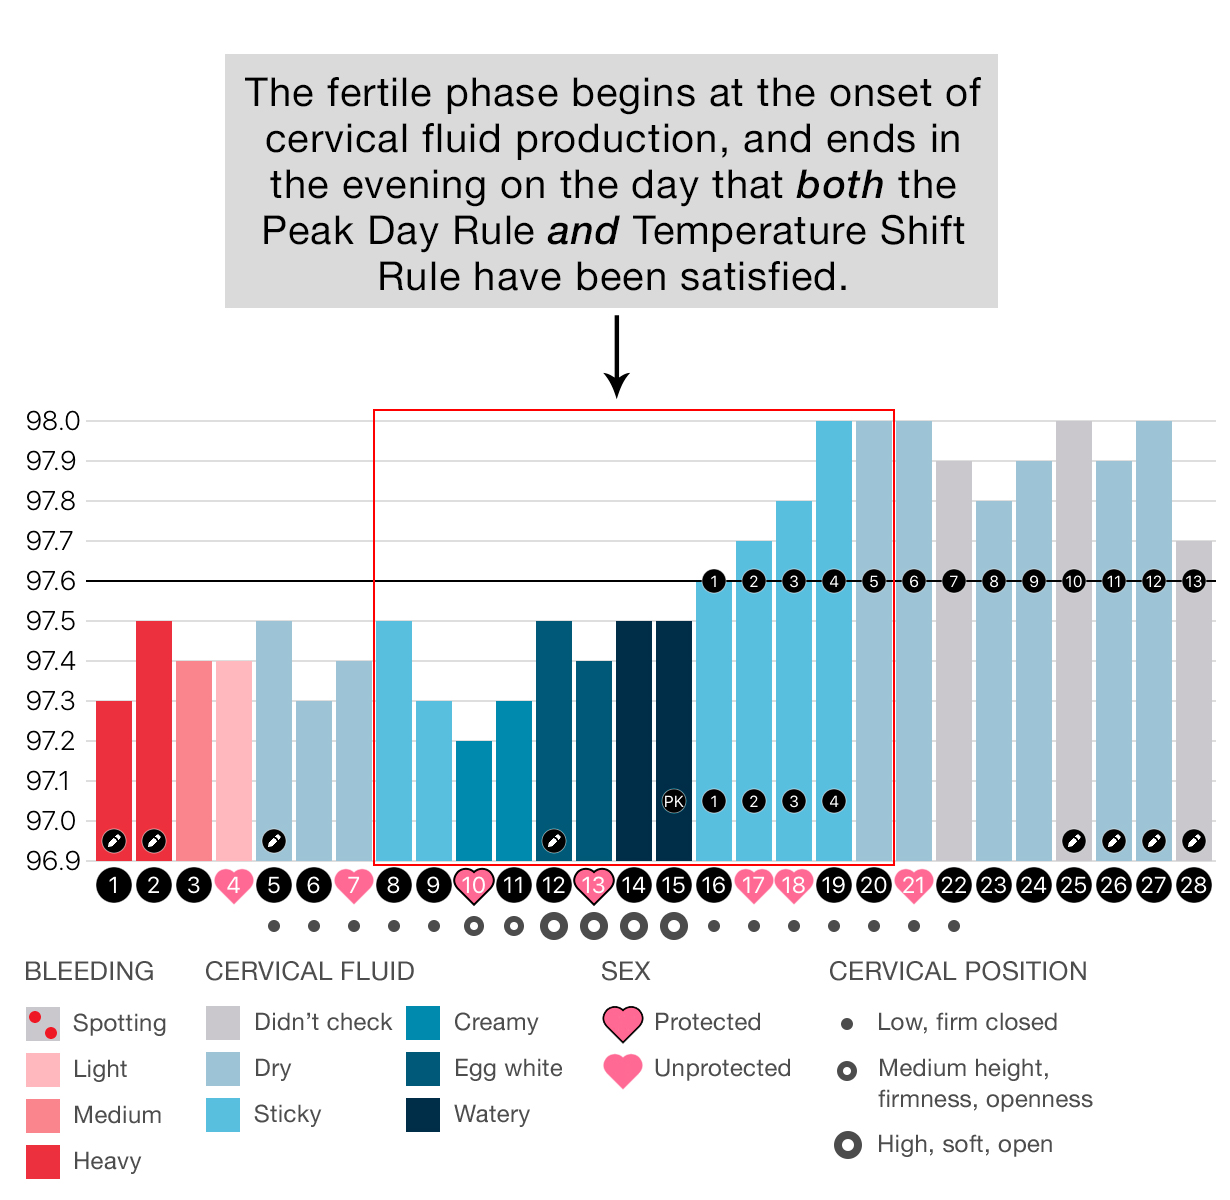 The fertile phase begins at the onset of
cervical fluid production, and ends in
the evening on the day that both the
Peak Day Rule and Temperature Shift
Rule have been satisfied.
98.0
97.9
97.8
97.7
97.6 1 2 3 4 5 6 7 8 9 10 11 12 13
97.5
97.4
97.3
97.2
97.1
PK 1 2 3 4
97.0
96.9
1 2 3 4 5 6 7 8 9 10 11 12 13 14 15 16 17 18 19 20 21 22 23 24 25 26 27 28
BLEEDING CERVICAL FLUID SEX CERVICAL POSITION
Spotting Didn't check Creamy Protected Low, firm closed
Light Dry Egg white Unprotected Medium height,
firmness, openness
Medium Sticky Watery High, soft, open
Heavy